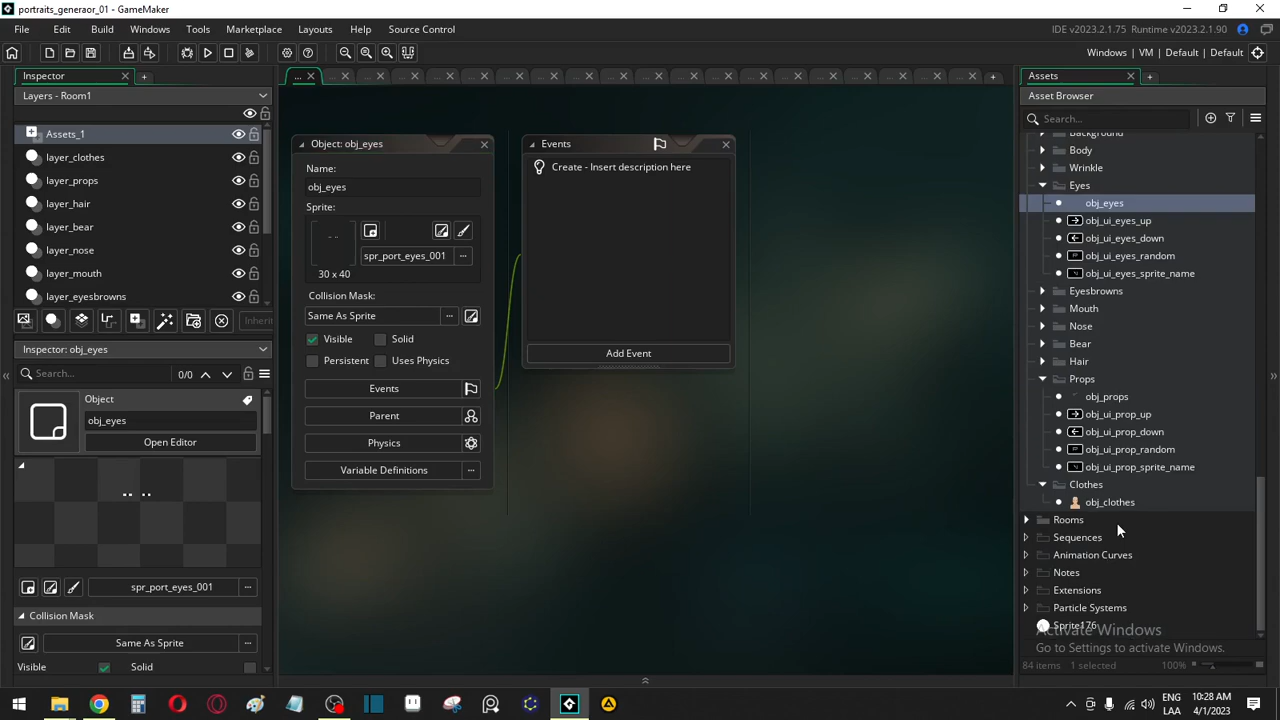 portraits_generaor_01 - GameMaker
File Edit Build Windows Tools Marketplace Layouts Help Source Control
IDE v2023.2.1.75 Runtime v2023.2.1.90
Windows | VM | Default | Default
Inspector
Layers - Room1
Assets_1
layer_clothes
layer_props
layer_hair
layer_bear
layer_nose
layer_mouth
layer_eyesbrowns
Inherit
Inspector: obj_eyes
Search... 0/0
Object
obj_eyes
Open Editor
spr_port_eyes_001
Collision Mask
Same As Sprite
Visible Solid
... ... ... ... ... ... ... ... ... ... ... ... ... ... ... ... ... ... ... ...
Object: obj_eyes
Name:
obj_eyes
Sprite:
spr_port_eyes_001 ...
30 x 40
Collision Mask:
Same As Sprite ...
Visible Solid
Persistent Uses Physics
Events
Parent
Physics
Variable Definitions ...
Events
Create - Insert description here
Add Event
Assets
Asset Browser
Search...
Background
Body
Wrinkle
Eyes
obj_eyes
obj_ui_eyes_up
obj_ui_eyes_down
obj_ui_eyes_random
obj_ui_eyes_sprite_name
Eyesbrowns
Mouth
Nose
Bear
Hair
Props
obj_props
obj_ui_prop_up
obj_ui_prop_down
obj_ui_prop_random
obj_ui_prop_sprite_name
Clothes
obj_clothes
Rooms
Sequences
Animation Curves
Notes
Extensions
Particle Systems
Sprite176
Activate Windows
Go to Settings to activate Windows.
84 items 1 selected 100%
ENG
LAA
10:28 AM
4/1/2023